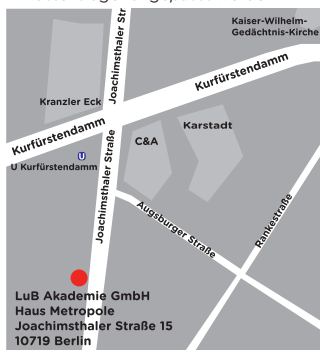 Joachimsthaler Str
Kaiser-Wilhelm-
Gedächtnis-Kirche
Kurfürstendamm
Kranzler Eck
Kurfürstendamm
Karstadt
C&A
U
U Kurfürstendamm
Joachimsthaler Straße
Augsburger Straße
Rankestraße
LuB Akademie GmbH
Haus Metropole
Joachimsthaler Straße 15
10719 Berlin